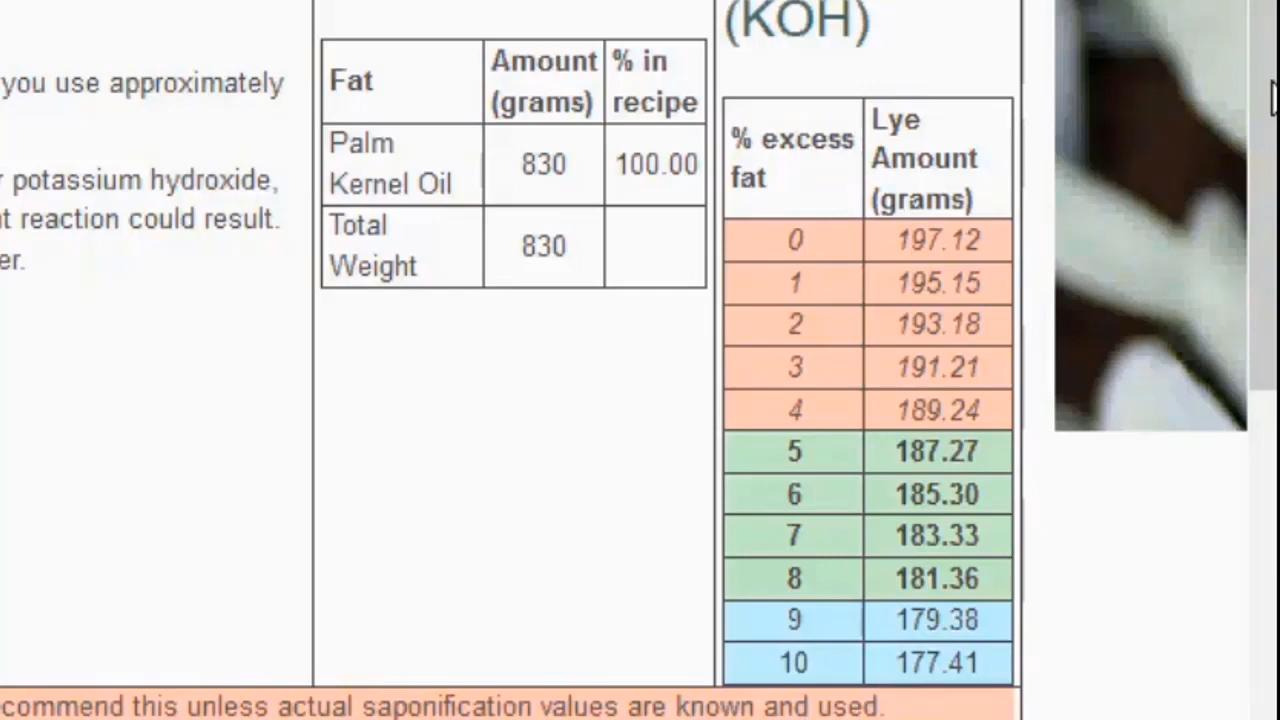 you use approximately
potassium hydroxide,
reaction could result.
Fat
Amount
(grams)
% in
recipe
Palm
Kernel Oil
830
100.00
Total
Weight
830
(KOH)
% excess
fat
Lye
Amount
(grams)
0 197.12
1 195.15
2 193.18
3 191.21
4 189.24
5 187.27
6 185.30
7 183.33
8 181.36
9 179.38
10 177.41
commend this unless actual saponification values are known and used.